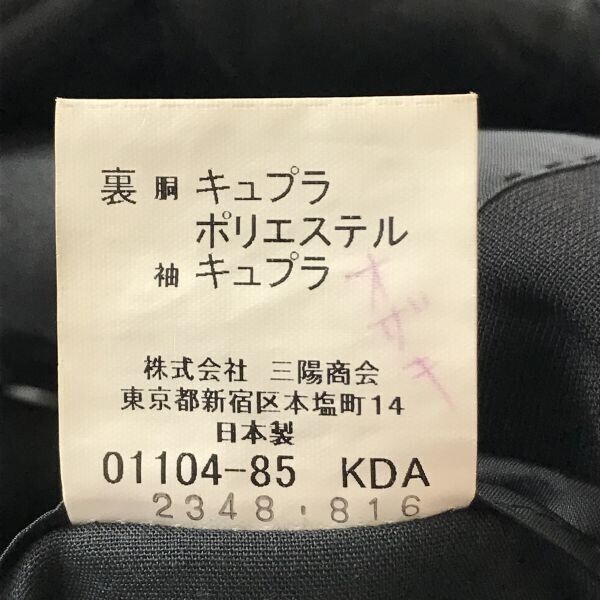 裏 胴 キュプラ
ポリエステル
袖 キュプラ
オザキ
株式会社 三陽商会
東京都新宿区本塩町14
日本製
01104-85 KDA
2348.816